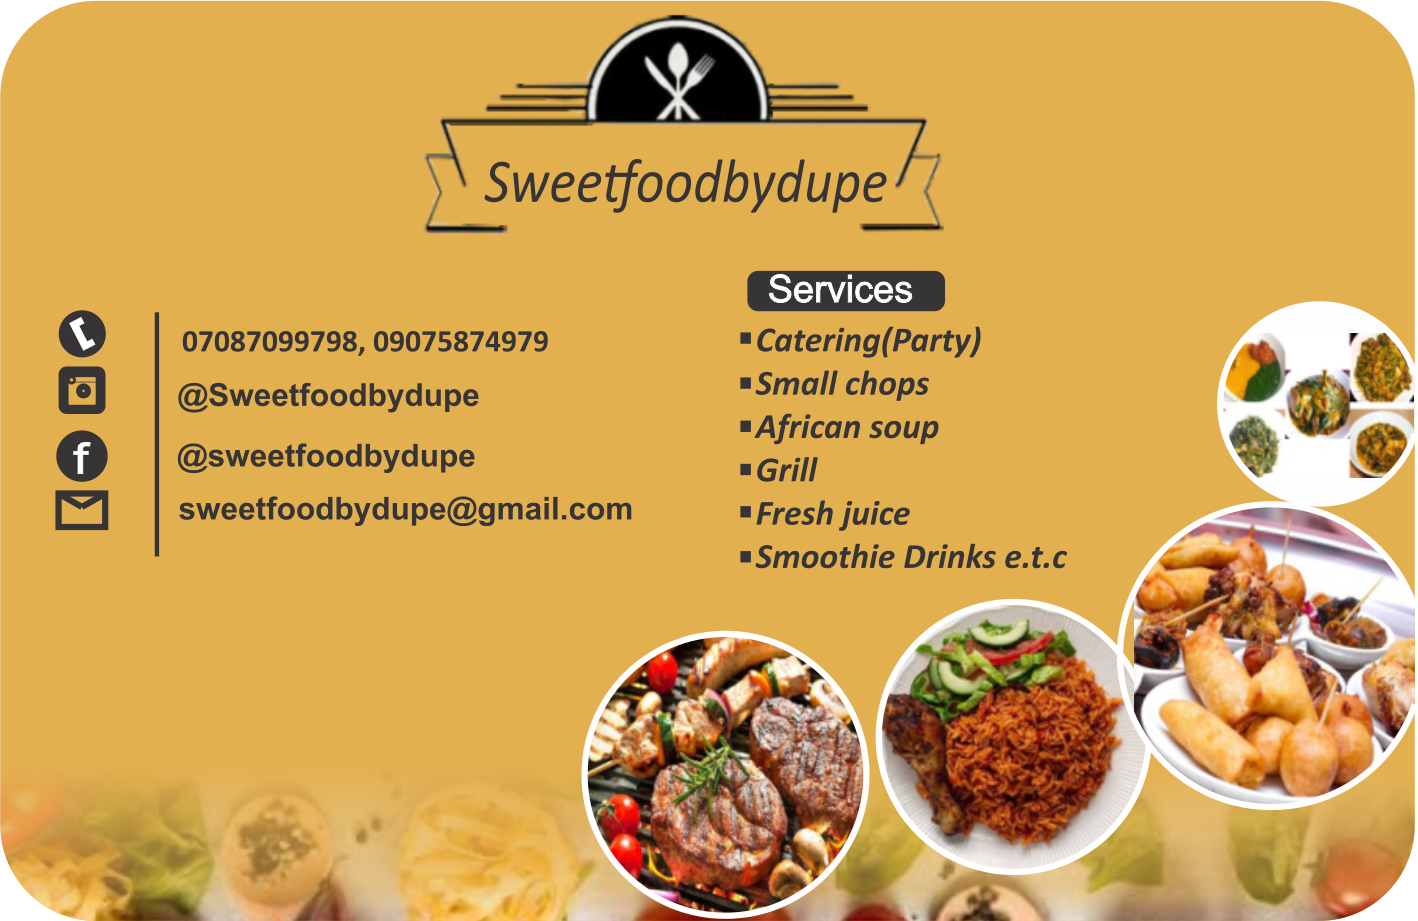 Sweetfoodbydupe
07087099798, 09075874979
@Sweetfoodbydupe
@sweetfoodbydupe
sweetfoodbydupe@gmail.com
Services
Catering(Party)
Small chops
African soup
Grill
Fresh juice
Smoothie Drinks e.t.c